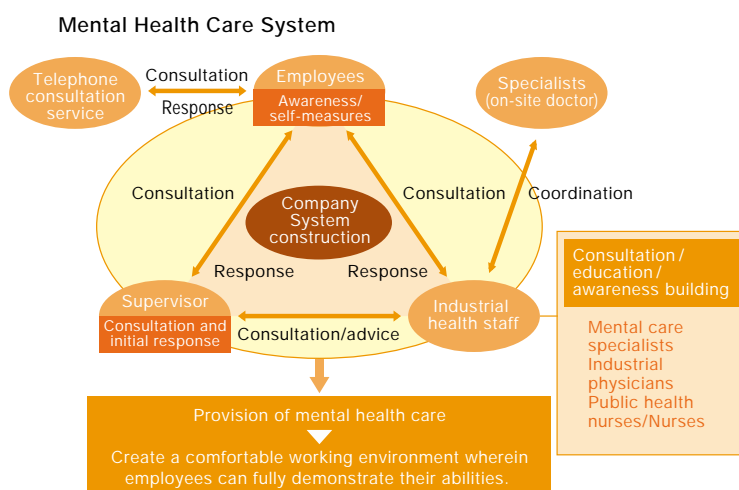 Mental Health Care System
Telephone
consultation
service
Consultation
Response
Employees
Awareness/
self-measures
Specialists
(on-site doctor)
Consultation
Company
System
construction
Consultation
Coordination
Response
Response
Supervisor
Consultation and
initial response
Consultation/advice
Industrial
health staff
Consultation/
education/
awareness building
Mental care
specialists
Industrial
physicians
Public health
nurses/Nurses
Provision of mental health care
Create a comfortable working environment wherein
employees can fully demonstrate their abilities.